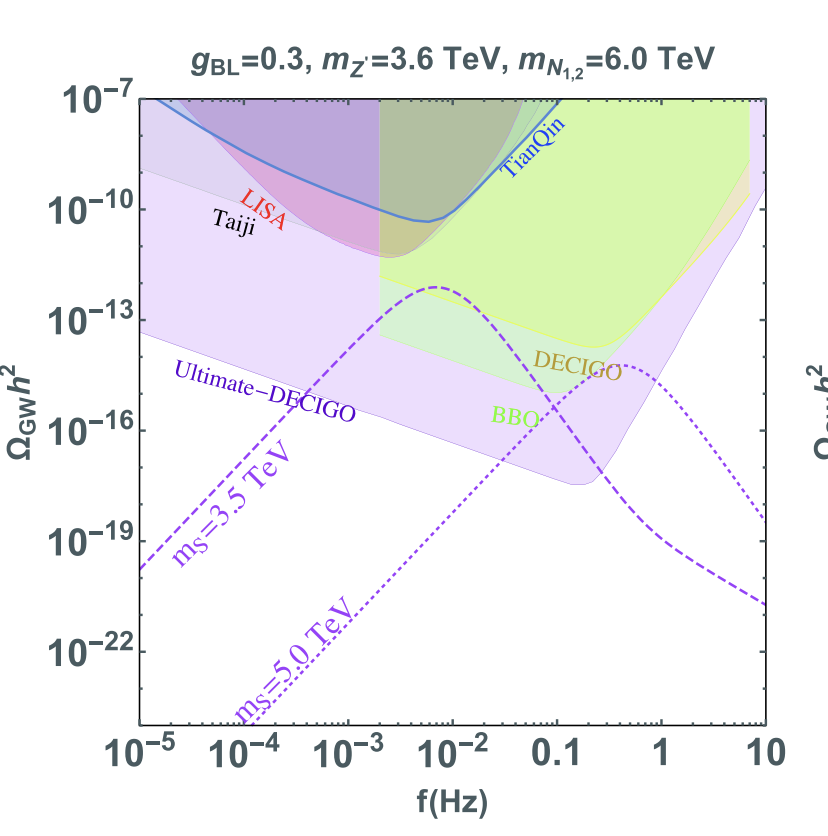 g_BL=0.3, m_Z'=3.6 TeV, m_N1,2=6.0 TeV
10^−7
10^−10
10^−13
10^−16
10^−19
10^−22
Ω_GW h^2
TianQin
LISA
Taiji
DECIGO
Ultimate−DECIGO
BBO
m_S=3.5 TeV
m_S=5.0 TeV
10^−5 10^−4 10^−3 10^−2 0.1 1 10
f(Hz)